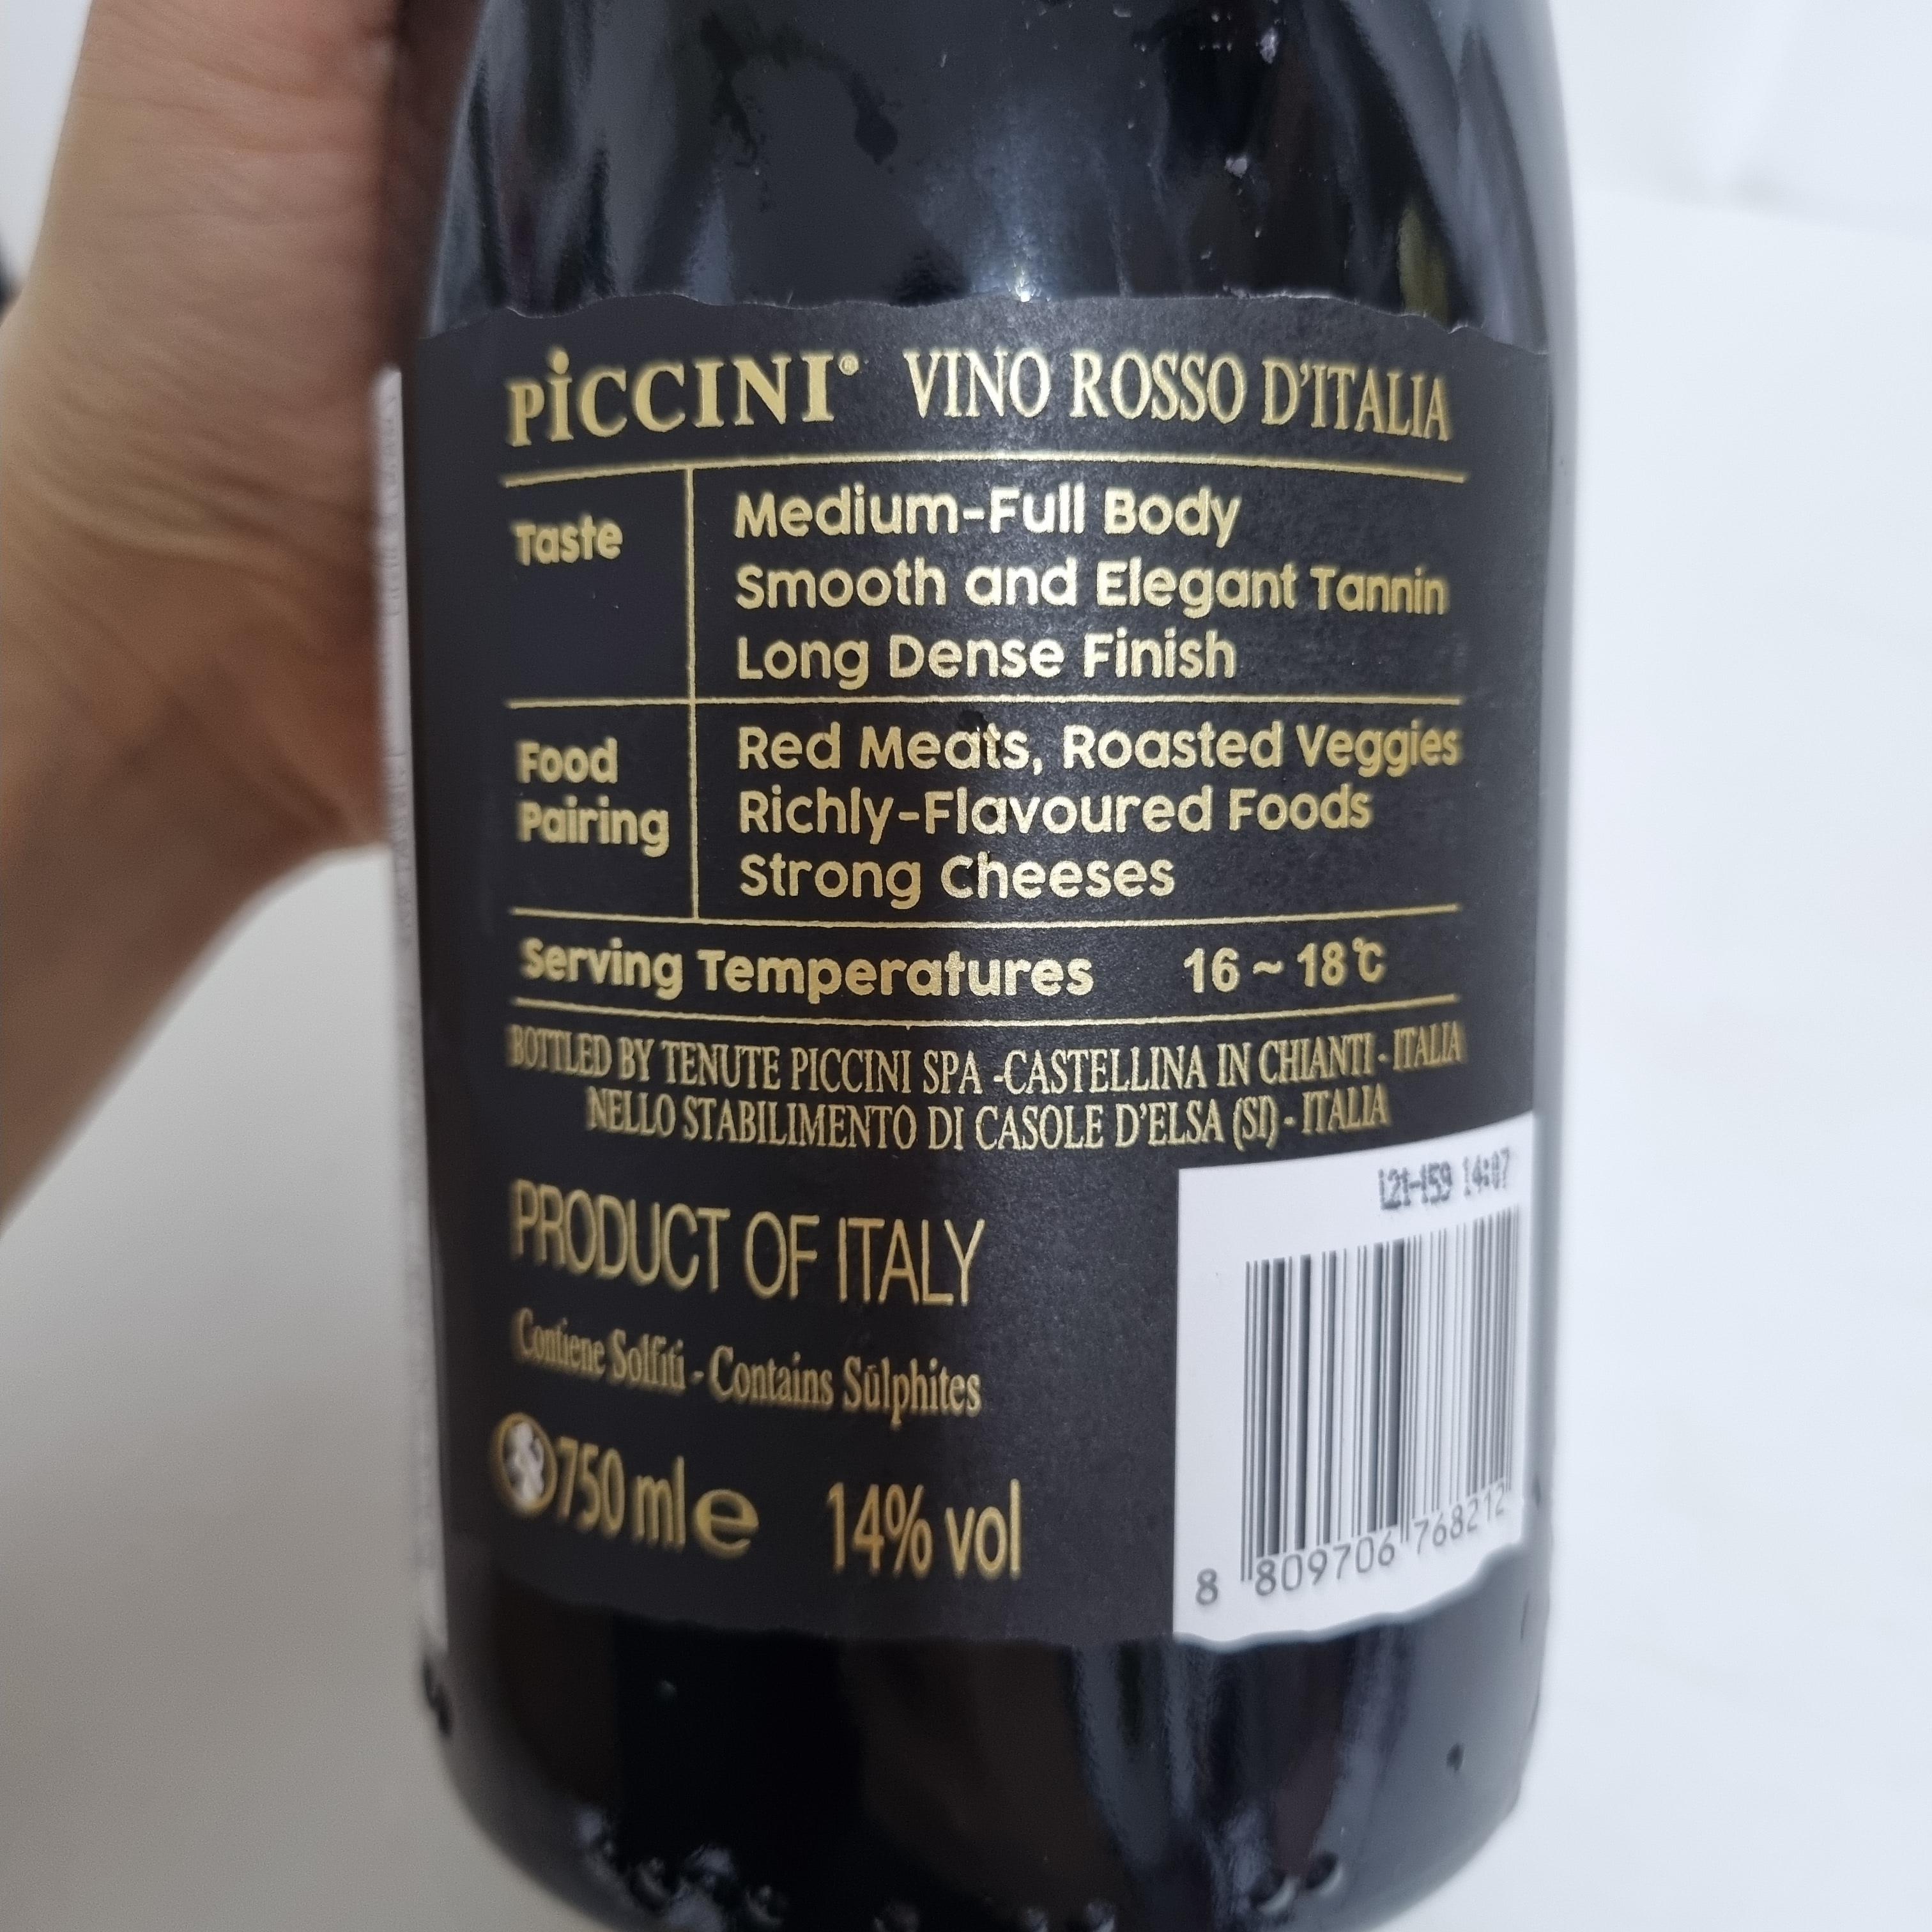 PiCCINI® VINO ROSSO D'ITALIA
Taste
Medium-Full Body
Smooth and Elegant Tannin
Long Dense Finish
Food
Pairing
Red Meats, Roasted Veggies
Richly-Flavoured Foods
Strong Cheeses
Serving Temperatures 16 ~ 18℃
BOTTLED BY TENUTE PICCINI SPA -CASTELLINA IN CHIANTI - ITALIA
NELLO STABILIMENTO DI CASOLE D'ELSA (SI) - ITALIA
L21-159 14:07
PRODUCT OF ITALY
Contiene Solfiti - Contains Sulphites
750 ml e 14% vol
8 809706 768212